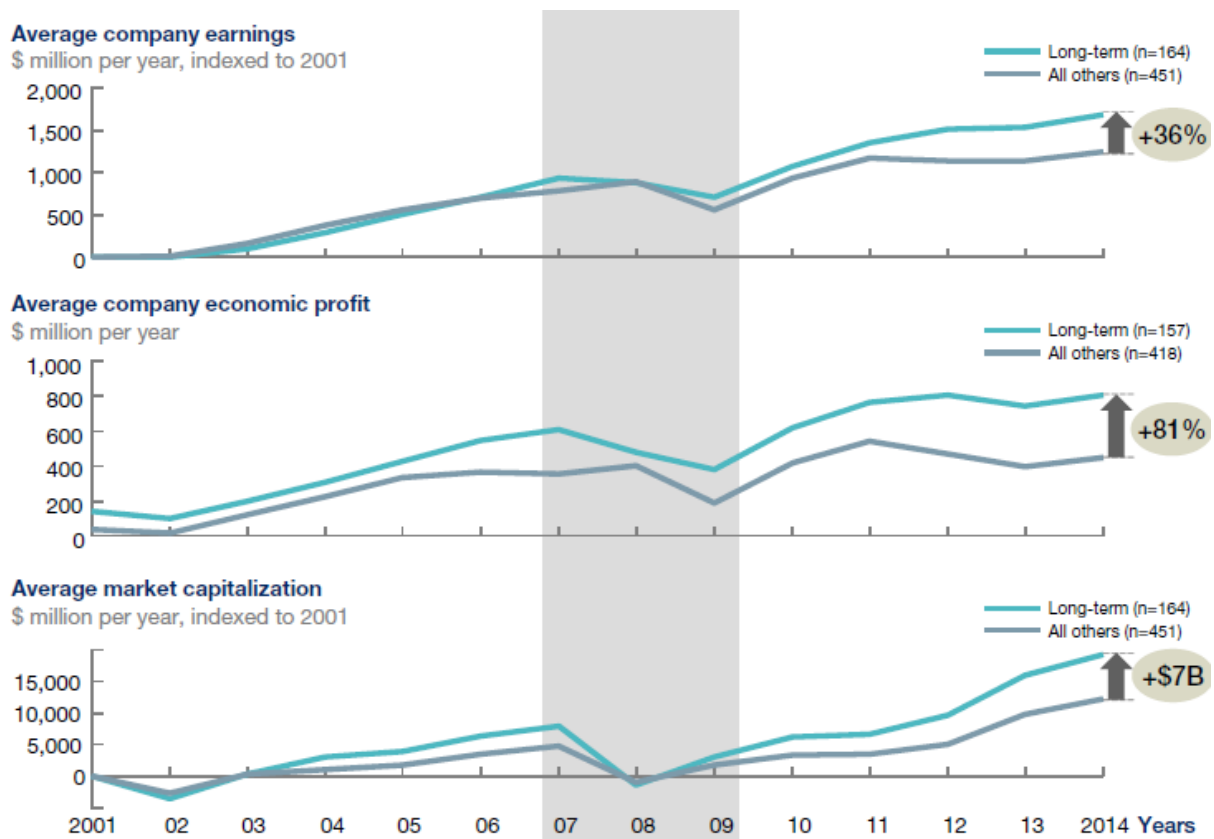 Average company earnings
$ million per year, indexed to 2001
Long-term (n=164)
All others (n=451)
2,000
1,500
1,000
500
0
+36%
Average company economic profit
$ million per year
Long-term (n=157)
All others (n=418)
1,000
800
600
400
200
0
+81%
Average market capitalization
$ million per year, indexed to 2001
Long-term (n=164)
All others (n=451)
15,000
10,000
5,000
0
+$7B
2001 02 03 04 05 06 07 08 09 10 11 12 13 2014 Years